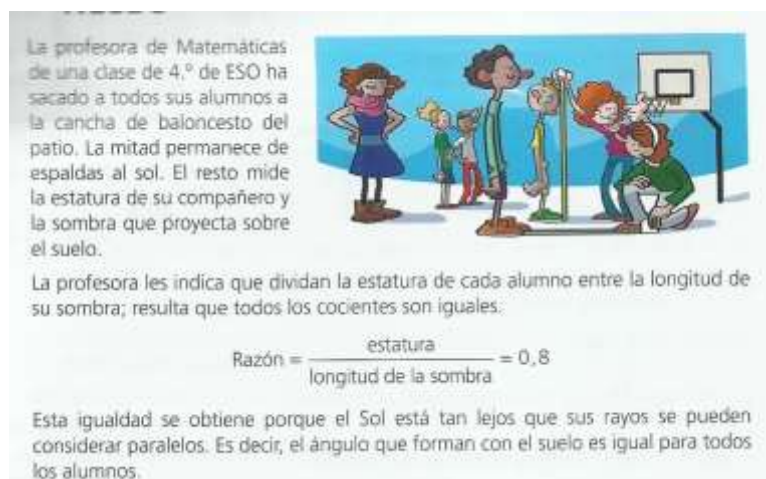 La profesora de Matemáticas
de una clase de 4.º de ESO ha
sacado a todos sus alumnos a
la cancha de baloncesto del
patio. La mitad permanece de
espaldas al sol. El resto mide
la estatura de su compañero y
la sombra que proyecta sobre
el suelo.
La profesora les indica que dividan la estatura de cada alumno entre la longitud de
su sombra; resulta que todos los cocientes son iguales.
Razón = estatura / longitud de la sombra = 0,8
Esta igualdad se obtiene porque el Sol está tan lejos que sus rayos se pueden
considerar paralelos. Es decir, el ángulo que forman con el suelo es igual para todos
los alumnos.